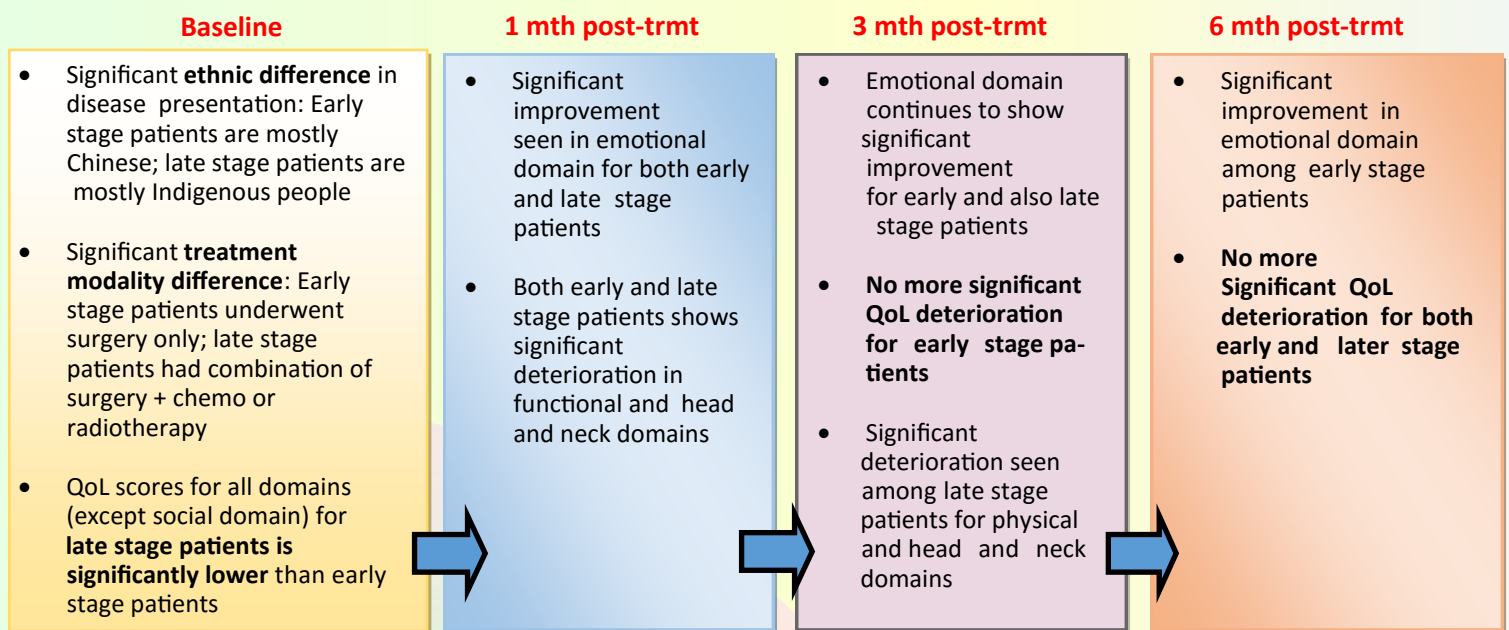 Baseline
• Significant ethnic difference in
disease presentation: Early
stage patients are mostly
Chinese; late stage patients are
mostly Indigenous people
• Significant treatment
modality difference: Early
stage patients underwent
surgery only; late stage
patients had combination of
surgery + chemo or
radiotherapy
• QoL scores for all domains
(except social domain) for
late stage patients is
significantly lower than early
stage patients
1 mth post-trmt
• Significant
improvement
seen in emotional
domain for both early
and late stage
patients
• Both early and late
stage patients shows
significant
deterioration in
functional and head
and neck domains
3 mth post-trmt
• Emotional domain
continues to show
significant
improvement
for early and also late
stage patients
• No more significant
QoL deterioration
for early stage pa-
tients
• Significant
deterioration seen
among late stage
patients for physical
and head and neck
domains
6 mth post-trmt
• Significant
improvement in
emotional domain
among early stage
patients
• No more
Significant QoL
deterioration for both
early and later stage
patients